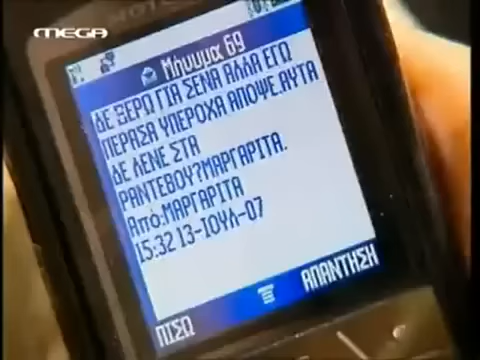 MEGA
MOTOROLA
Μήνυμα 69
ΔΕ ΞΕΡΩ ΓΙΑ ΣΕΝΑ ΑΛΛΑ ΕΓΩ
ΠΕΡΑΣΑ ΥΠΕΡΟΧΑ ΑΠΟΨΕ.ΑΥΤΑ
ΔΕ ΛΕΝΕ ΣΤΑ
ΡΑΝΤΕΒΟΥ?ΜΑΡΓΑΡΙΤΑ.
Από:ΜΑΡΓΑΡΙΤΑ
15:32 13-ΙΟΥΛ-07
ΠΙΣΩ
ΑΠΑΝΤΗΣΗ